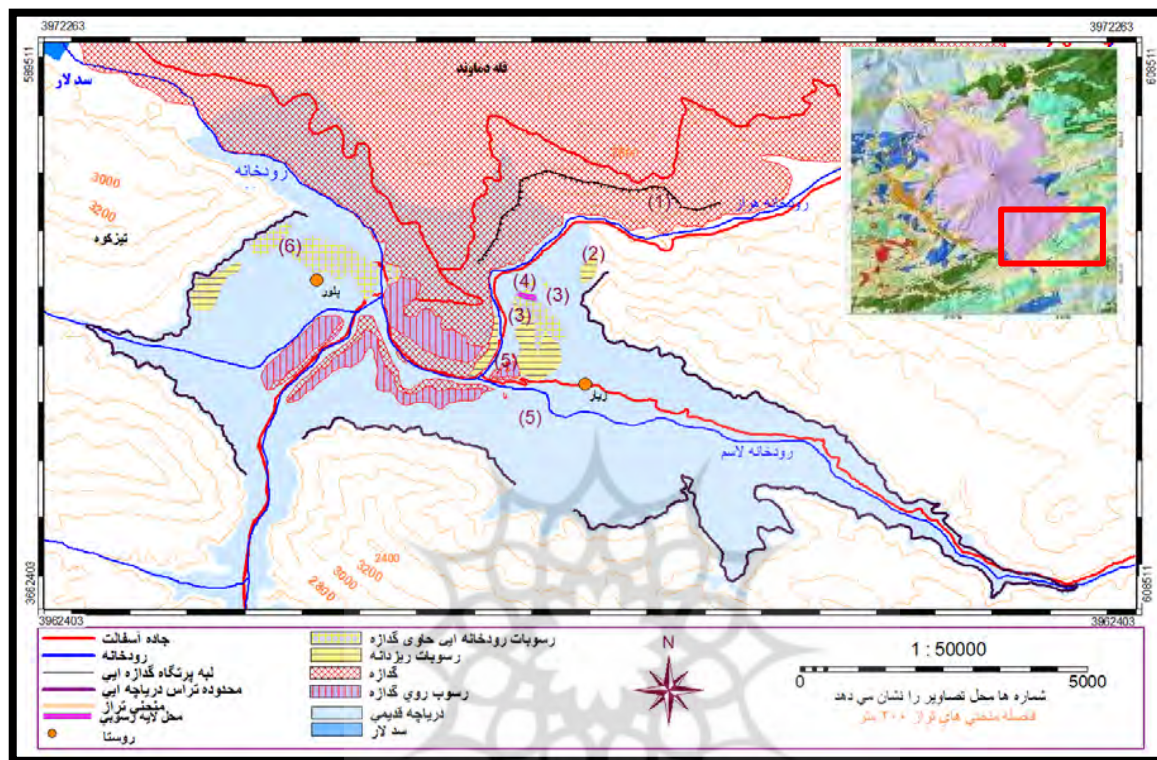 3972263
3972263
599511
608511
قله دماوند
سد لار
رودخانه
3000
3200
تیزکوه
(1)
رودخانه هراز
(2)
(6)
پلور
(4)
(3)
(3)
(5)
ریار
(5)
رودخانه لاسم
2400
3200
3000
2800
3662403
608511
3962403
3962403
جاده آسفالت
رودخانه
لبه پرتگاه گدازه ایی
محدوده تراس دریاچه ایی
منحنی تراز
محل لایه رسوبی
روستا
رسوبات رودخانه ایی حاوی گدازه
رسوبات ریزدانه
گدازه
رسوب روی گدازه
دریاچه قدیمی
سد لار
N
1 : 50000
0
5000
شماره ها محل تصاویر را نشان می دهد
فاصله منحنی های تراز ۲۰۰ متر